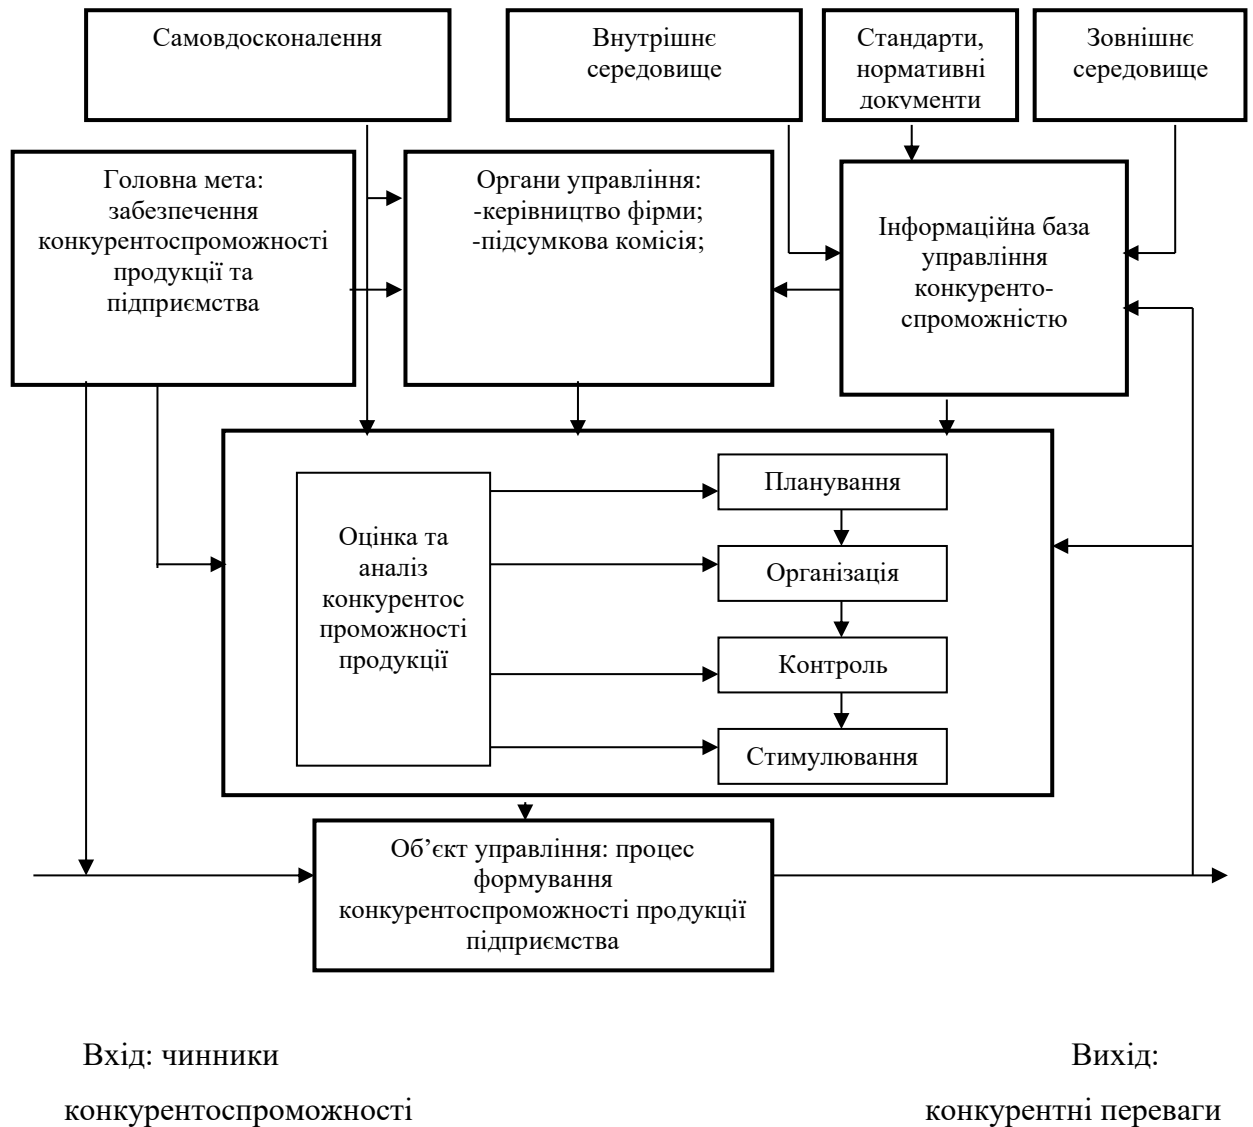 Самовдосконалення
Внутрішнє
середовище
Стандарти,
нормативні
документи
Зовнішнє
середовище
Головна мета:
забезпечення
конкурентоспроможності
продукції та
підприємства
Органи управління:
-керівництво фірми;
-підсумкова комісія;
Інформаційна база
управління
конкуренто-
спроможністю
Оцінка та
аналіз
конкурентос
проможності
продукції
Планування
Організація
Контроль
Стимулювання
Об’єкт управління: процес
формування
конкурентоспроможності продукції
підприємства
Вхід: чинники
конкурентоспроможності
Вихід:
конкурентні переваги